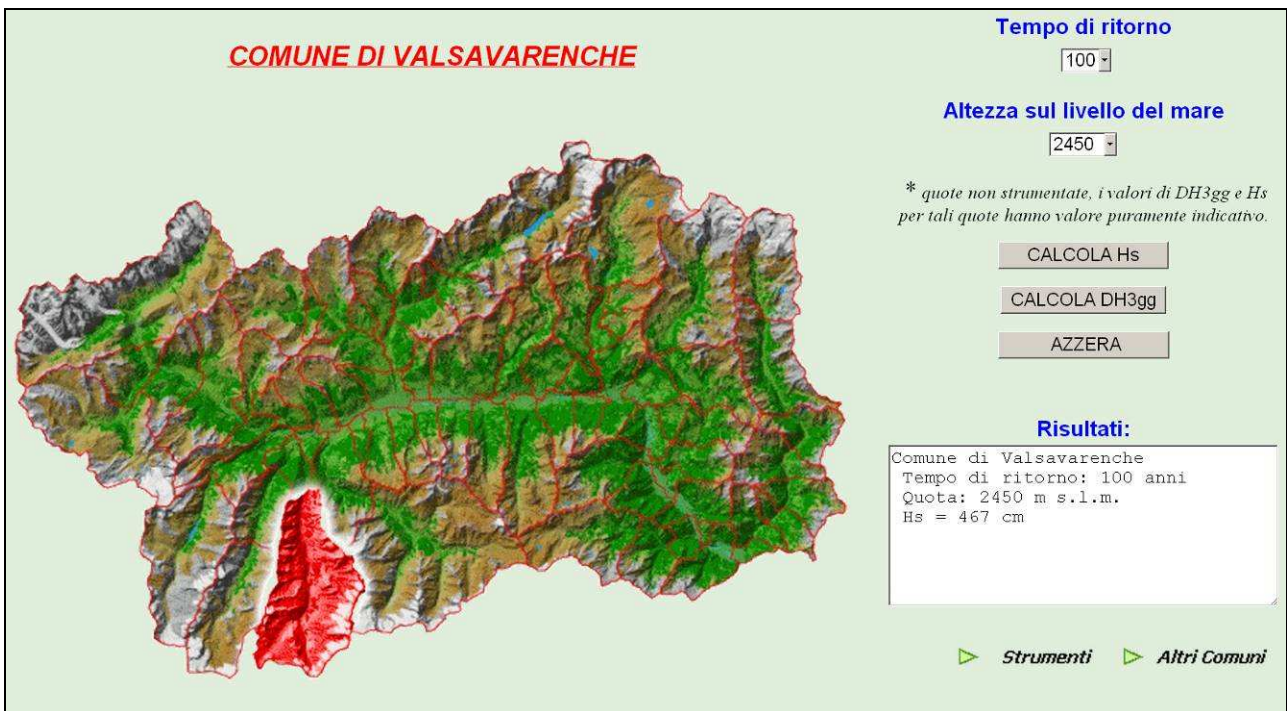 COMUNE DI VALSAVARENCHE
Tempo di ritorno
100
Altezza sul livello del mare
2450
* quote non strumentate, i valori di DH3gg e Hs
per tali quote hanno valore puramente indicativo.
CALCOLA Hs
CALCOLA DH3gg
AZZERA
Risultati:
Comune di Valsavarenche
Tempo di ritorno: 100 anni
Quota: 2450 m s.l.m.
Hs = 467 cm
Strumenti
Altri Comuni